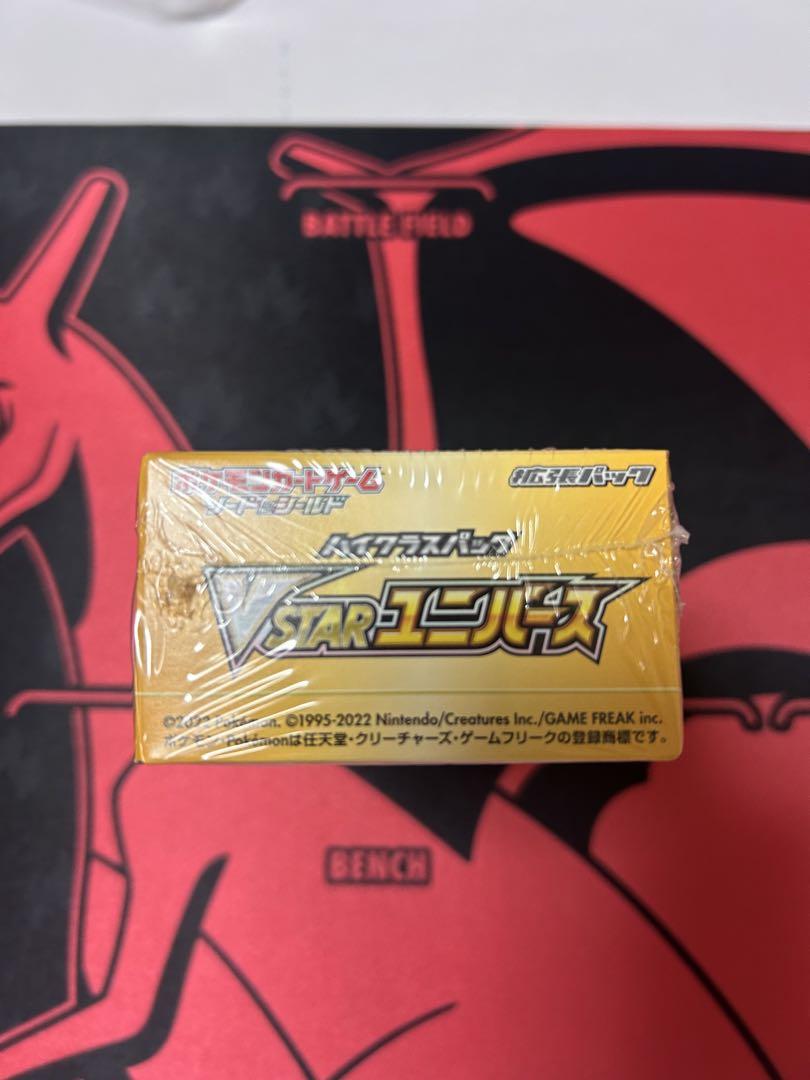 BATTLE FIELD
ポケモンカードゲーム 拡張パック
ソード&シールド
ハイクラスパック
VSTARユニバース
©2022 Pokémon. ©1995-2022 Nintendo/Creatures Inc./GAME FREAK inc.
ポケモン・Pokémonは任天堂・クリーチャーズ・ゲームフリークの登録商標です。
BENCH